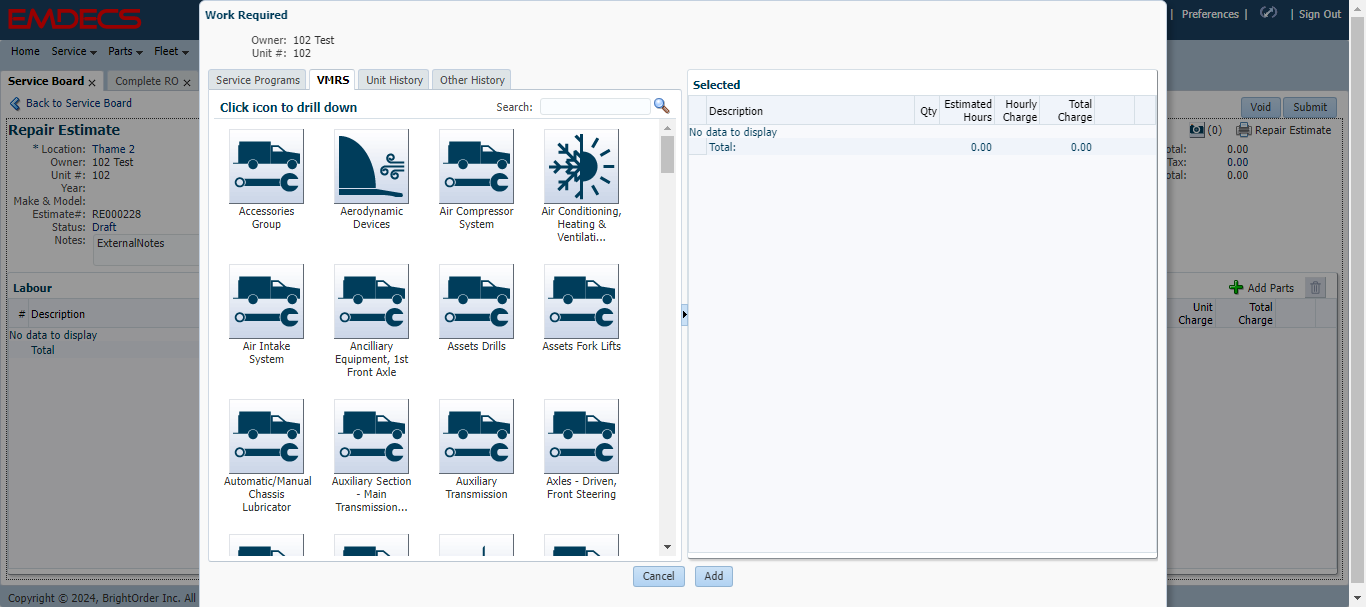 EMDECS
Preferences |
| Sign Out
Home Service Parts Fleet
Service Board x Complete RO x
Back to Service Board
Void Submit
Repair Estimate
(0) Repair Estimate
* Location: Thame 2
Owner: 102 Test
Unit #: 102
Year:
Make & Model:
Estimate#: RE000228
Status: Draft
Notes: ExternalNotes
otal: 0.00
Tax: 0.00
otal: 0.00
Labour
# Description
No data to display
Total
Add Parts
Unit Charge
Total Charge
Copyright © 2024, BrightOrder Inc. All
Work Required
Owner: 102 Test
Unit #: 102
Service Programs VMRS Unit History Other History
Click icon to drill down
Search:
Accessories
Group
Aerodynamic
Devices
Air Compressor
System
Air Conditioning,
Heating &
Ventilati...
Air Intake
System
Ancilliary
Equipment, 1st
Front Axle
Assets Drills
Assets Fork Lifts
Automatic/Manual
Chassis
Lubricator
Auxiliary Section
- Main
Transmission...
Auxiliary
Transmission
Axles - Driven,
Front Steering
Selected
Description
Qty
Estimated
Hours
Hourly
Charge
Total
Charge
No data to display
Total: 0.00 0.00
Cancel Add